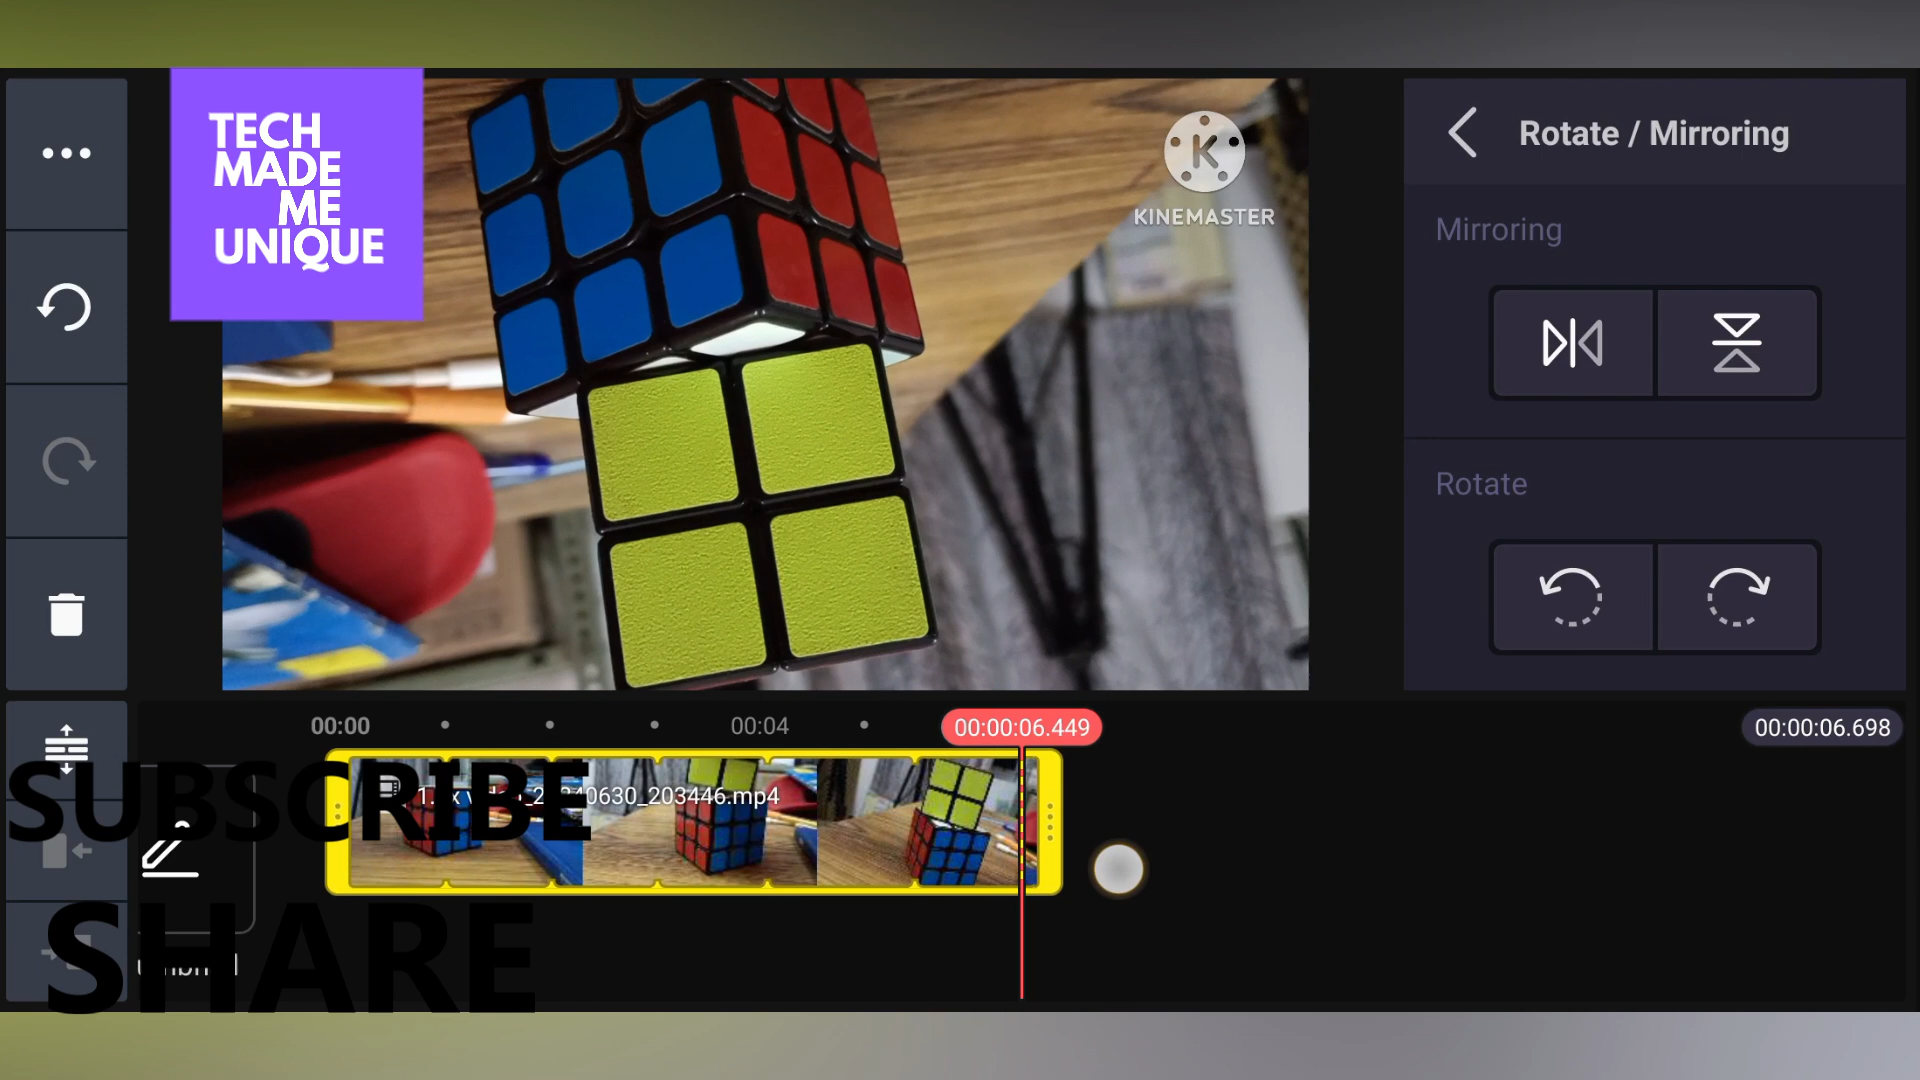 TECH
MADE
ME
UNIQUE
K
KINEMASTER
Rotate / Mirroring
Mirroring
Rotate
00:00
00:04
00:00:06.449
00:00:06.698
SUBSCRIBE
SHARE